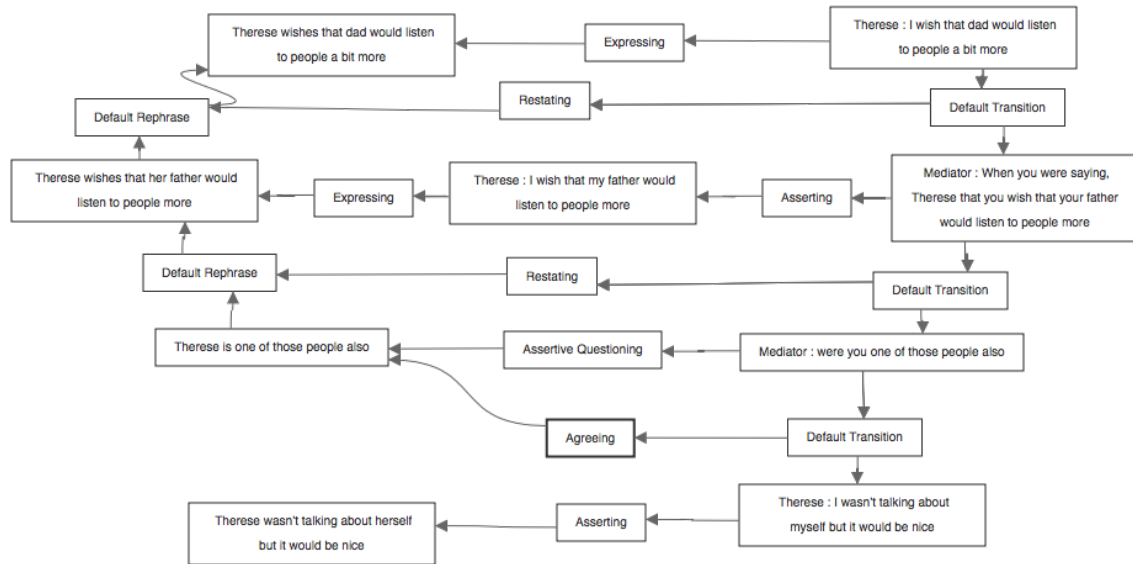 Therese wishes that dad would listen
to people a bit more
Expressing
Therese : I wish that dad would listen
to people a bit more
Default Rephrase
Restating
Default Transition
Therese wishes that her father would
listen to people more
Expressing
Therese : I wish that my father would
listen to people more
Asserting
Mediator : When you were saying,
Therese that you wish that your father
would listen to people more
Default Rephrase
Restating
Default Transition
Therese is one of those people also
Assertive Questioning
Mediator : were you one of those people also
Agreeing
Default Transition
Therese wasn't talking about herself
but it would be nice
Asserting
Therese : I wasn't talking about
myself but it would be nice